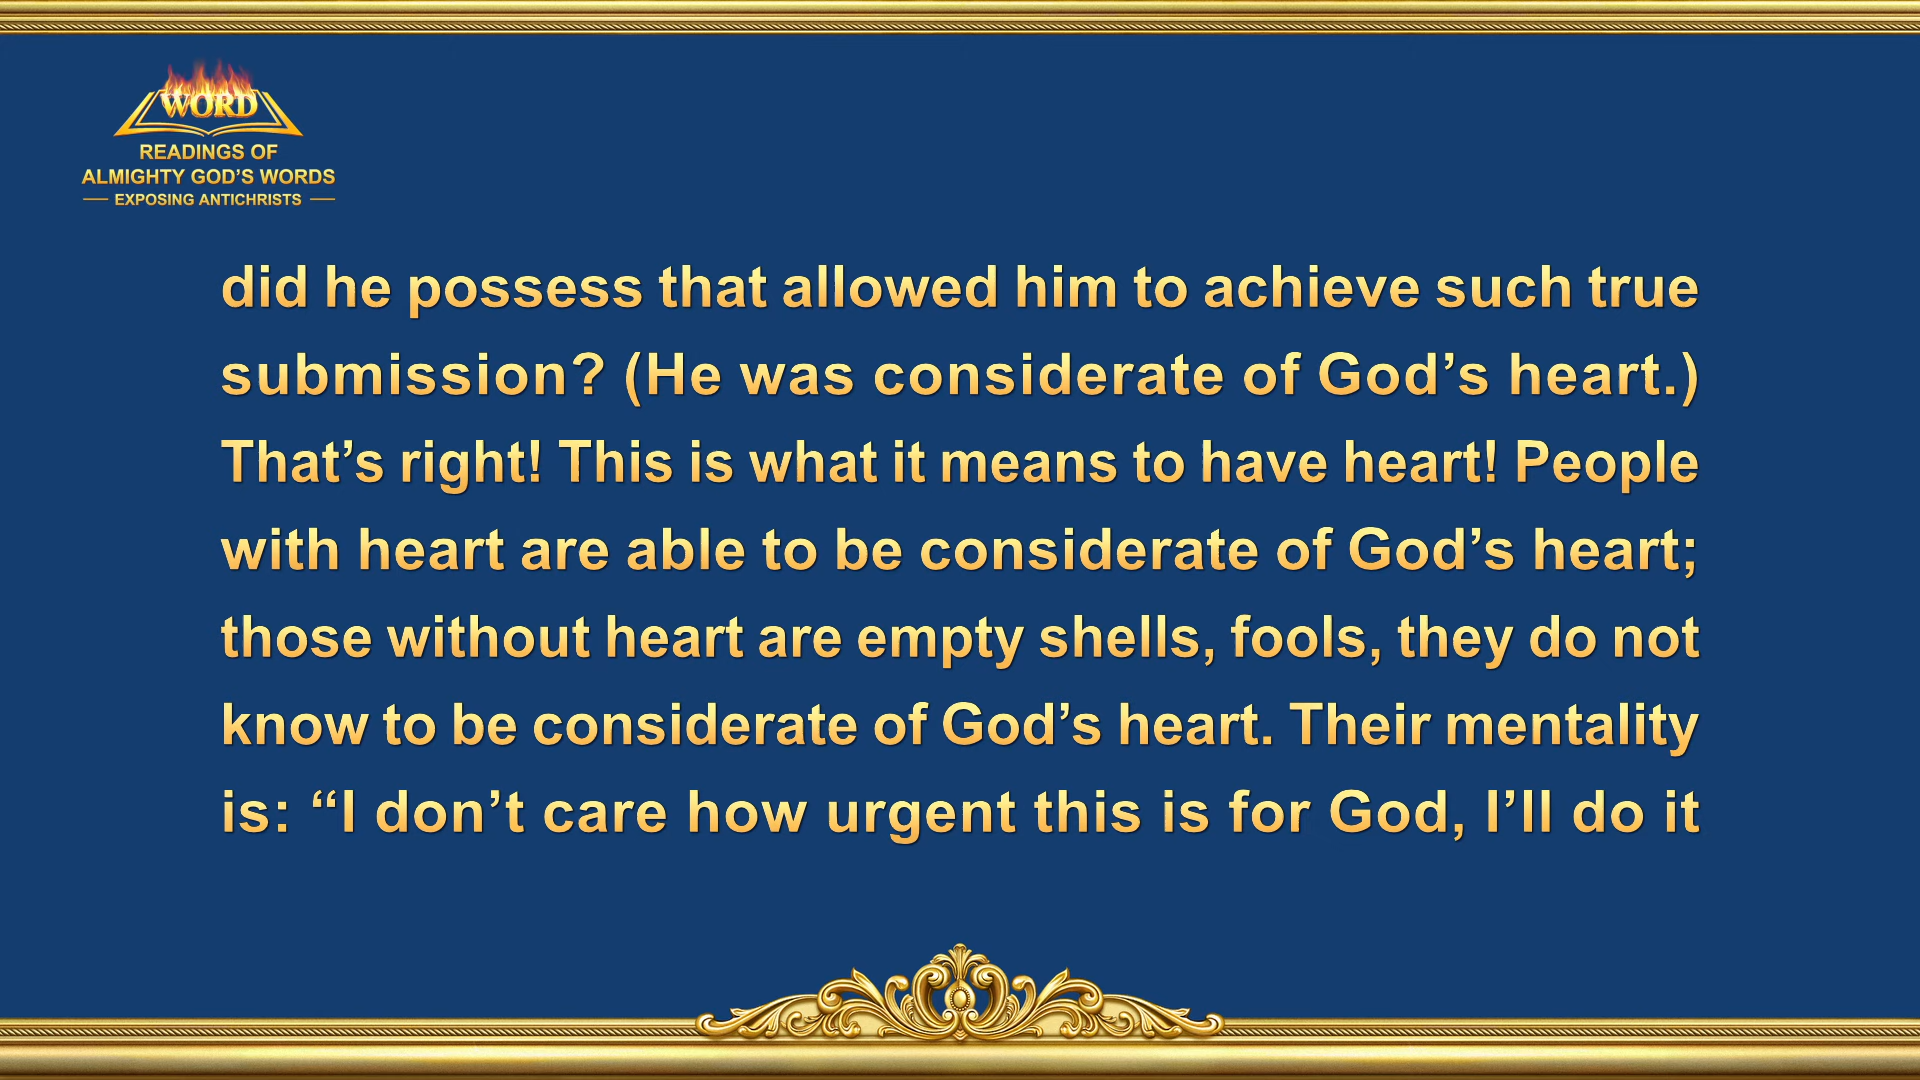 WORD
READINGS OF
ALMIGHTY GOD’S WORDS
EXPOSING ANTICHRISTS
did he possess that allowed him to achieve such true
submission? (He was considerate of God’s heart.)
That’s right! This is what it means to have heart! People
with heart are able to be considerate of God’s heart;
those without heart are empty shells, fools, they do not
know to be considerate of God’s heart. Their mentality
is: “I don’t care how urgent this is for God, I’ll do it